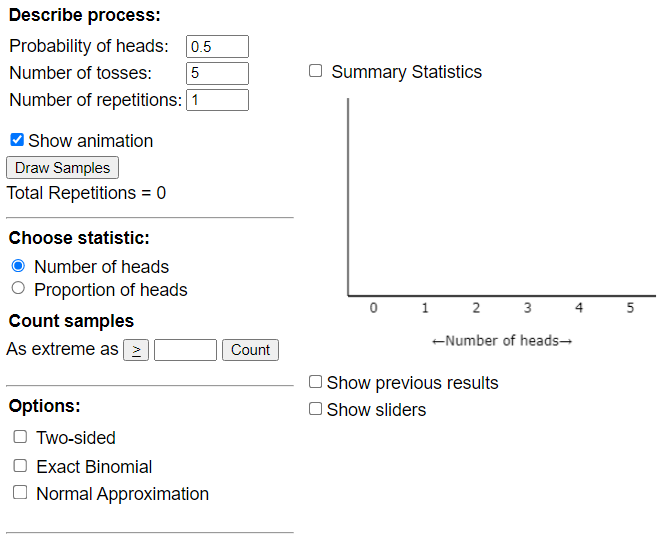 Describe process:
Probability of heads: 0.5
Number of tosses: 5
Number of repetitions: 1
Show animation
Draw Samples
Total Repetitions = 0
Choose statistic:
Number of heads
Proportion of heads
Count samples
As extreme as ≥ Count
Options:
Two-sided
Exact Binomial
Normal Approximation
Summary Statistics
0 1 2 3 4 5
←Number of heads→
Show previous results
Show sliders